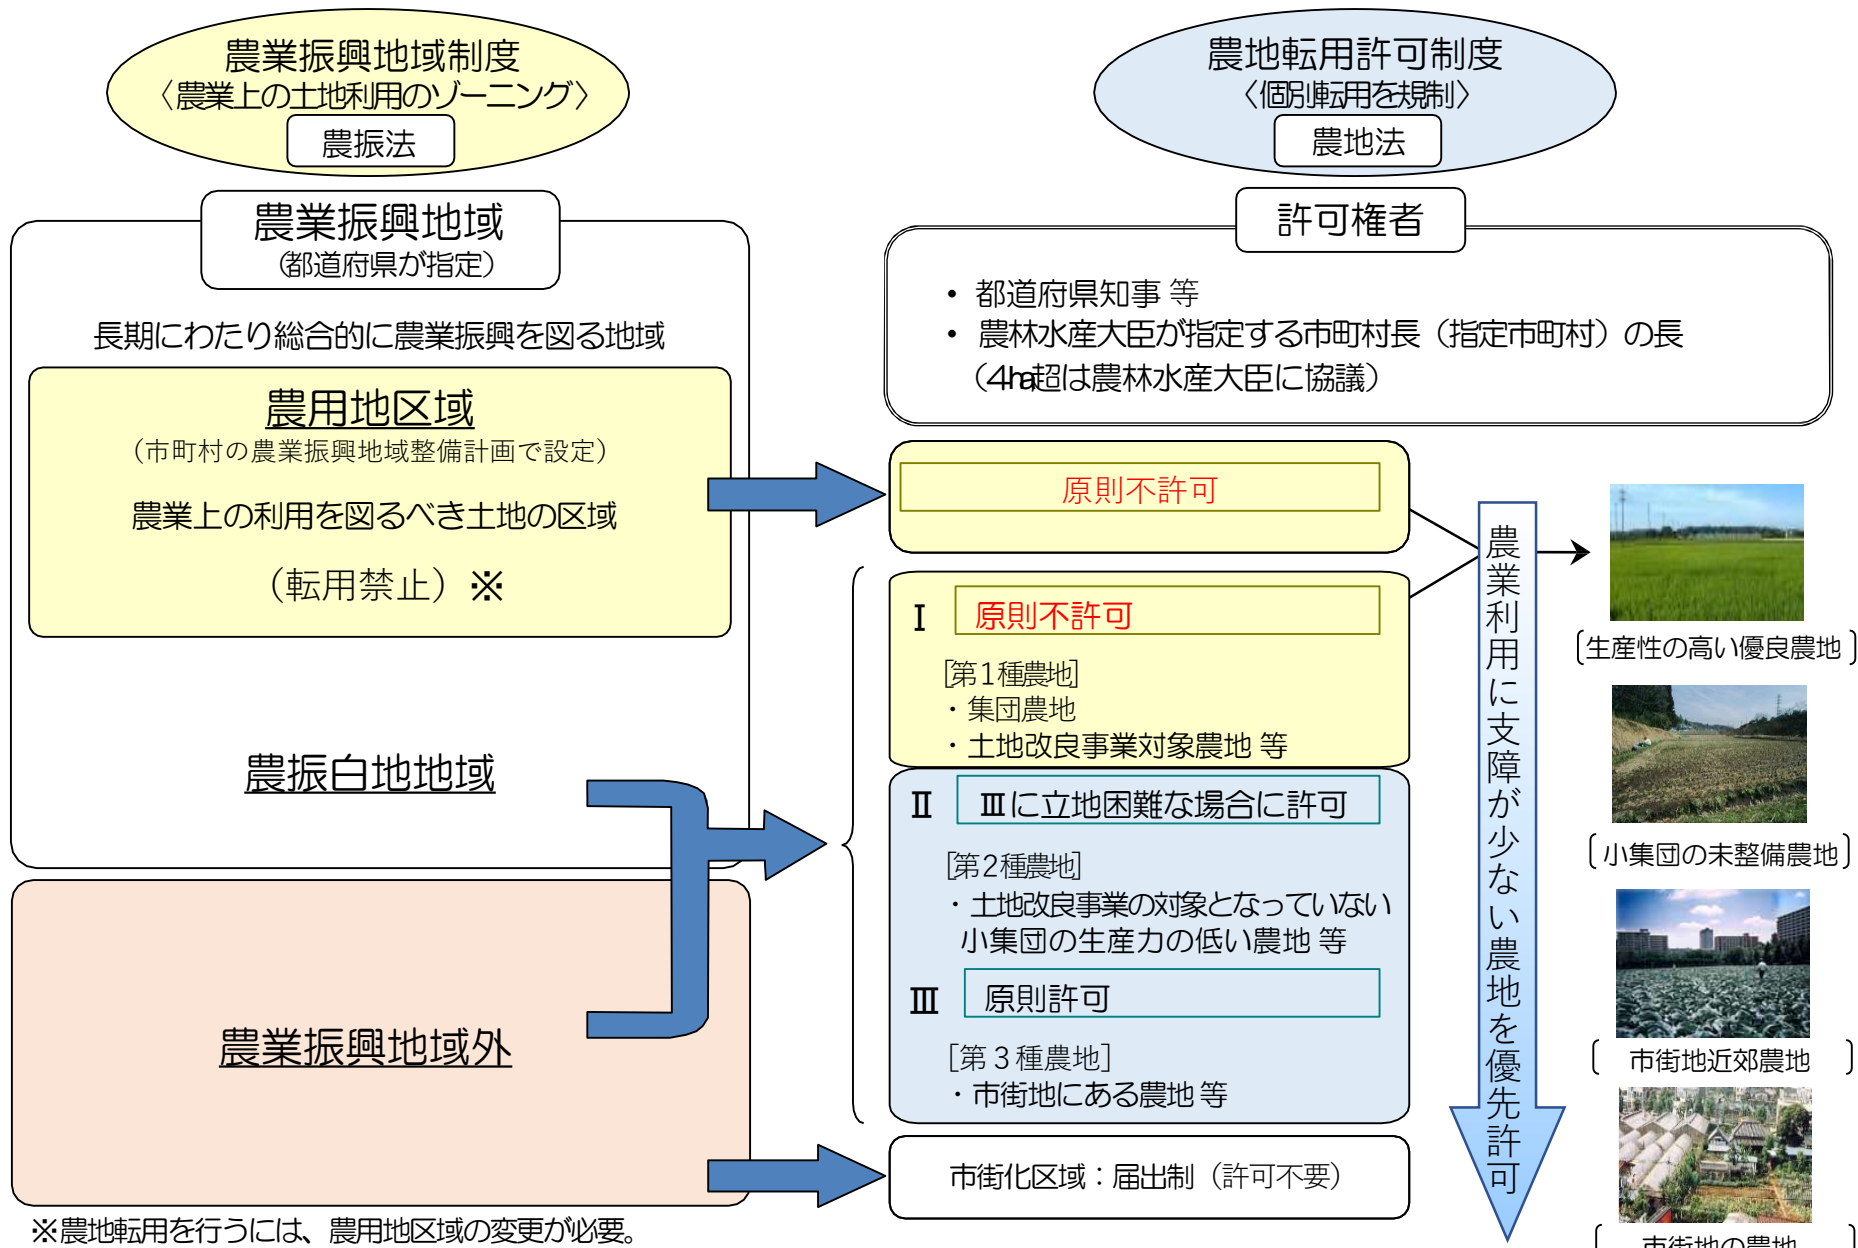 農業振興地域制度
〈農業上の土地利用のゾーニング〉
農振法
農業振興地域
(都道府県が指定)
長期にわたり総合的に農業振興を図る地域
農用地区域
(市町村の農業振興地域整備計画で設定)
農業上の利用を図るべき土地の区域
(転用禁止)※
農振白地地域
農業振興地域外
※農地転用を行うには、農用地区域の変更が必要。
農地転用許可制度
〈個別転用を規制〉
農地法
許可権者
・都道府県知事 等
・農林水産大臣が指定する市町村長（指定市町村）の長
（4ha超は農林水産大臣に協議）
原則不許可
Ⅰ 原則不許可
[第1種農地]
・集団農地
・土地改良事業対象農地 等
Ⅱ Ⅲに立地困難な場合に許可
[第2種農地]
・土地改良事業の対象となっていない
小集団の生産力の低い農地 等
Ⅲ 原則許可
[第３種農地]
・市街地にある農地 等
市街化区域：届出制（許可不要）
農業利用に支障が少ない農地を優先許可
〔生産性の高い優良農地〕
〔小集団の未整備農地〕
〔市街地近郊農地〕
〔市街地の農地〕